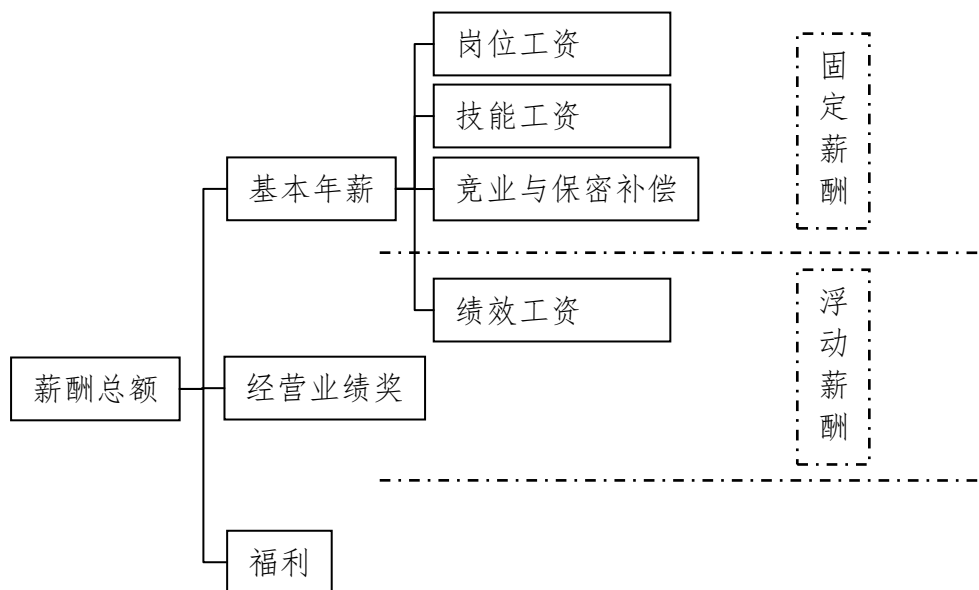 岗位工资
技能工资
基本年薪
竞业与保密补偿
固定薪酬
绩效工资
薪酬总额
经营业绩奖
浮动薪酬
福利